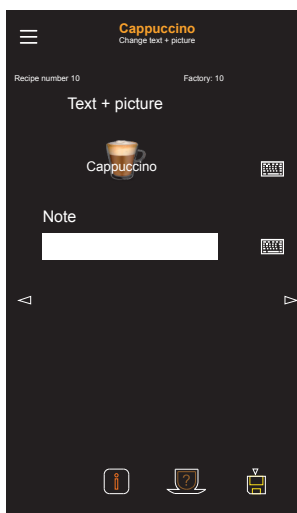 Cappuccino
Change text + picture
Recipe number 10 Factory: 10
Text + picture
Cappuccino
Note
i
?